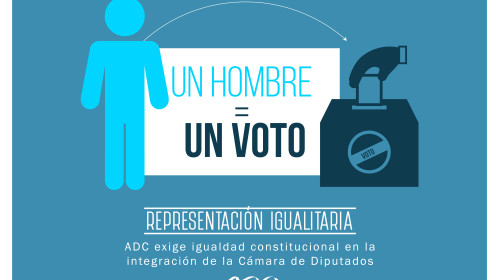 UN HOMBRE
=
UN VOTO
VOTO
REPRESENTACIÓN IGUALITARIA
ADC exige igualdad constitucional en la
integración de la Cámara de Diputados